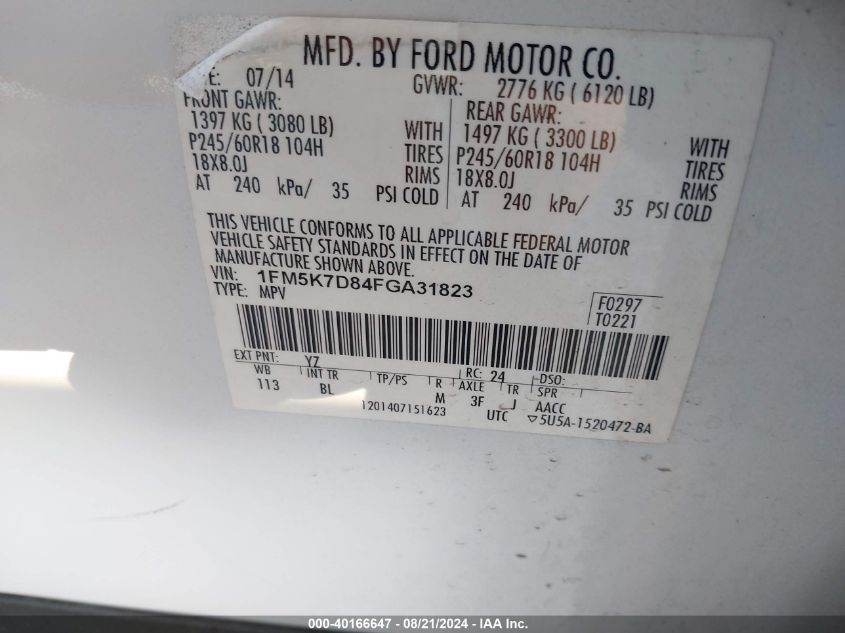 MFD. BY FORD MOTOR CO.
E: 07/14 GVWR: 2776 KG ( 6120 LB)
FRONT GAWR: REAR GAWR:
1397 KG ( 3080 LB) WITH 1497 KG ( 3300 LB) WITH
P245/60R18 104H TIRES P245/60R18 104H TIRES
18X8.0J RIMS 18X8.0J RIMS
AT 240 kPa/ 35 PSI COLD AT 240 kPa/ 35 PSI COLD
THIS VEHICLE CONFORMS TO ALL APPLICABLE FEDERAL MOTOR
VEHICLE SAFETY STANDARDS IN EFFECT ON THE DATE OF
MANUFACTURE SHOWN ABOVE.
VIN: 1FM5K7D84FGA31823
TYPE: MPV
F0297
T0221
EXT PNT: YZ RC: 24 DSO:
WB INT TR TP/PS R AXLE TR SPR
113 BL M 3F J AACC
1201407151623 UTC ▽5U5A-1520472-BA
000-40166647 - 08/21/2024 - IAA Inc.